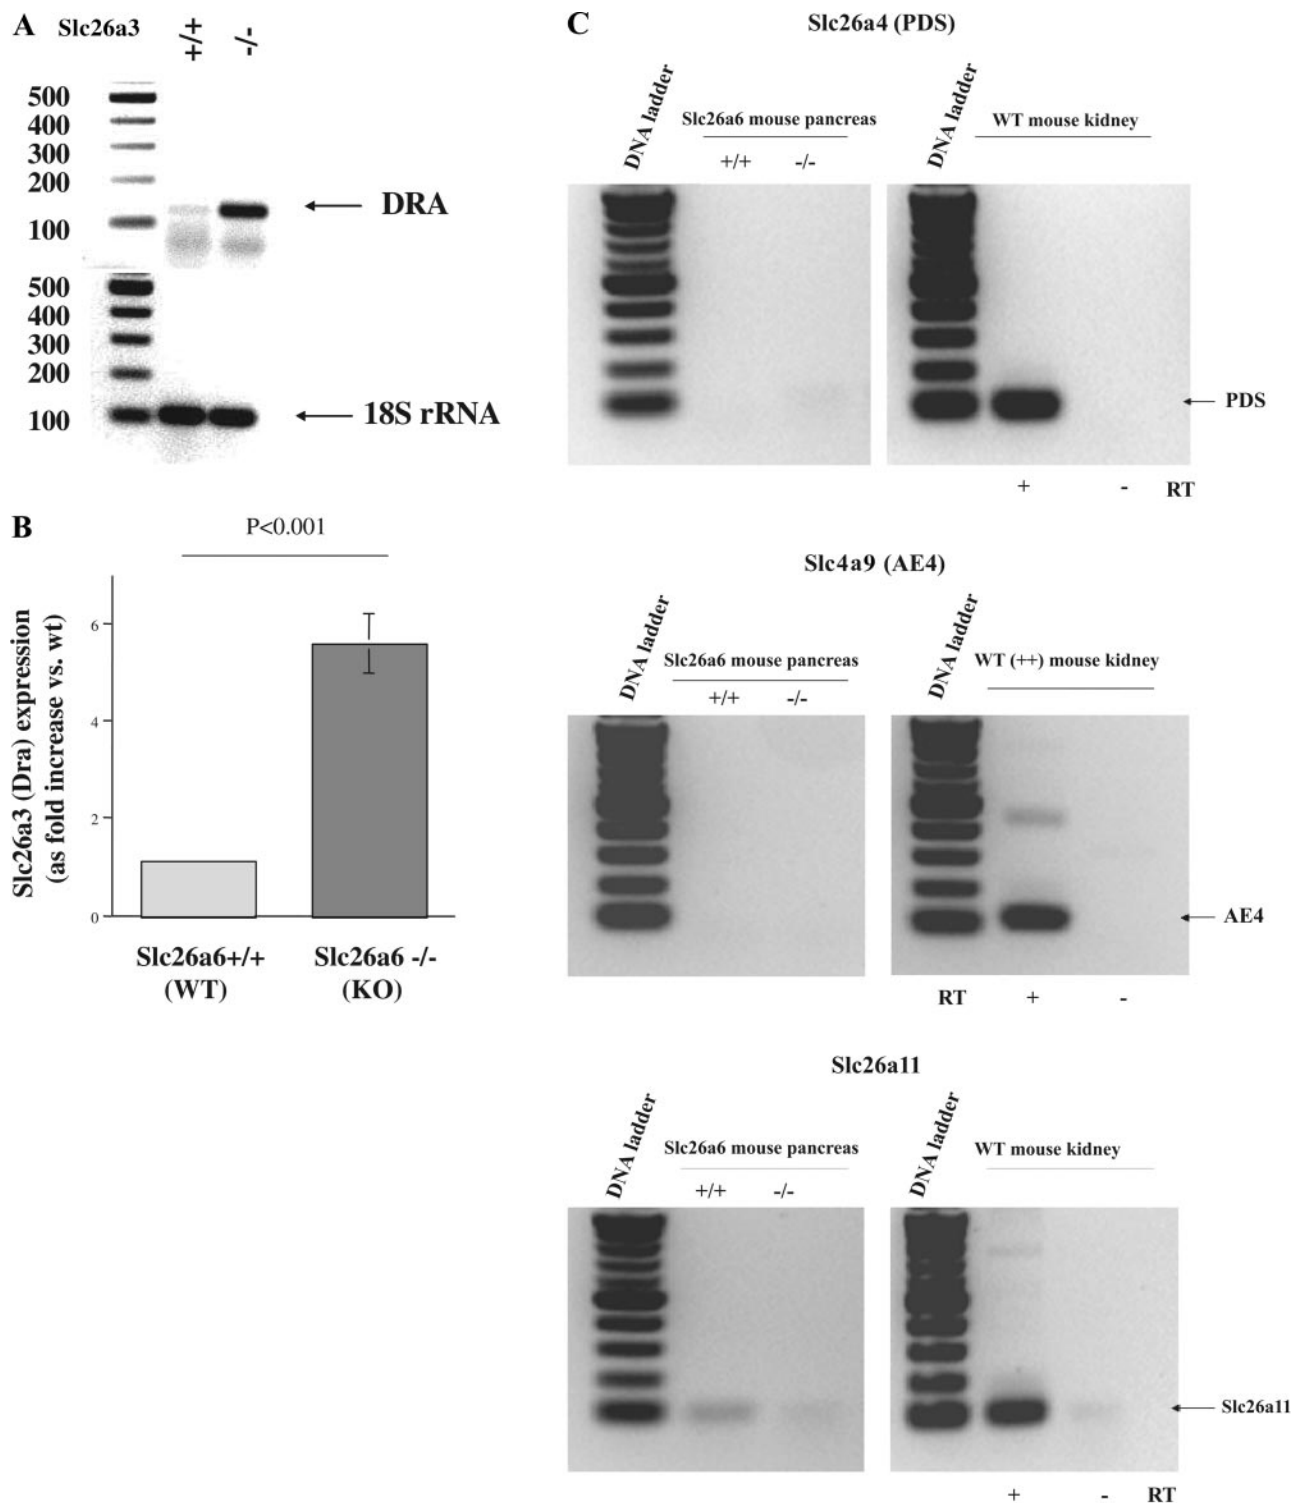 A Slc26a3 +/+ -/-
500
400
300
200
100
DRA
500
400
300
200
100
18S rRNA
B
P<0.001
Slc26a3 (Dra) expression
(as fold increase vs. wt)
6
4
2
0
Slc26a6+/+
(WT)
Slc26a6 -/-
(KO)
C
Slc26a4 (PDS)
DNA ladder
Slc26a6 mouse pancreas
+/+ -/-
DNA ladder
WT mouse kidney
PDS
+ - RT
Slc4a9 (AE4)
DNA ladder
Slc26a6 mouse pancreas
+/+ -/-
DNA ladder
WT (++) mouse kidney
AE4
RT + -
Slc26a11
DNA ladder
Slc26a6 mouse pancreas
+/+ -/-
DNA ladder
WT mouse kidney
Slc26a11
+ - RT